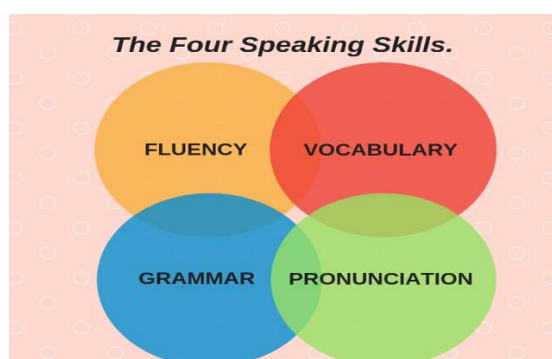 The Four Speaking Skills.
FLUENCY VOCABULARY
GRAMMAR PRONUNCIATION